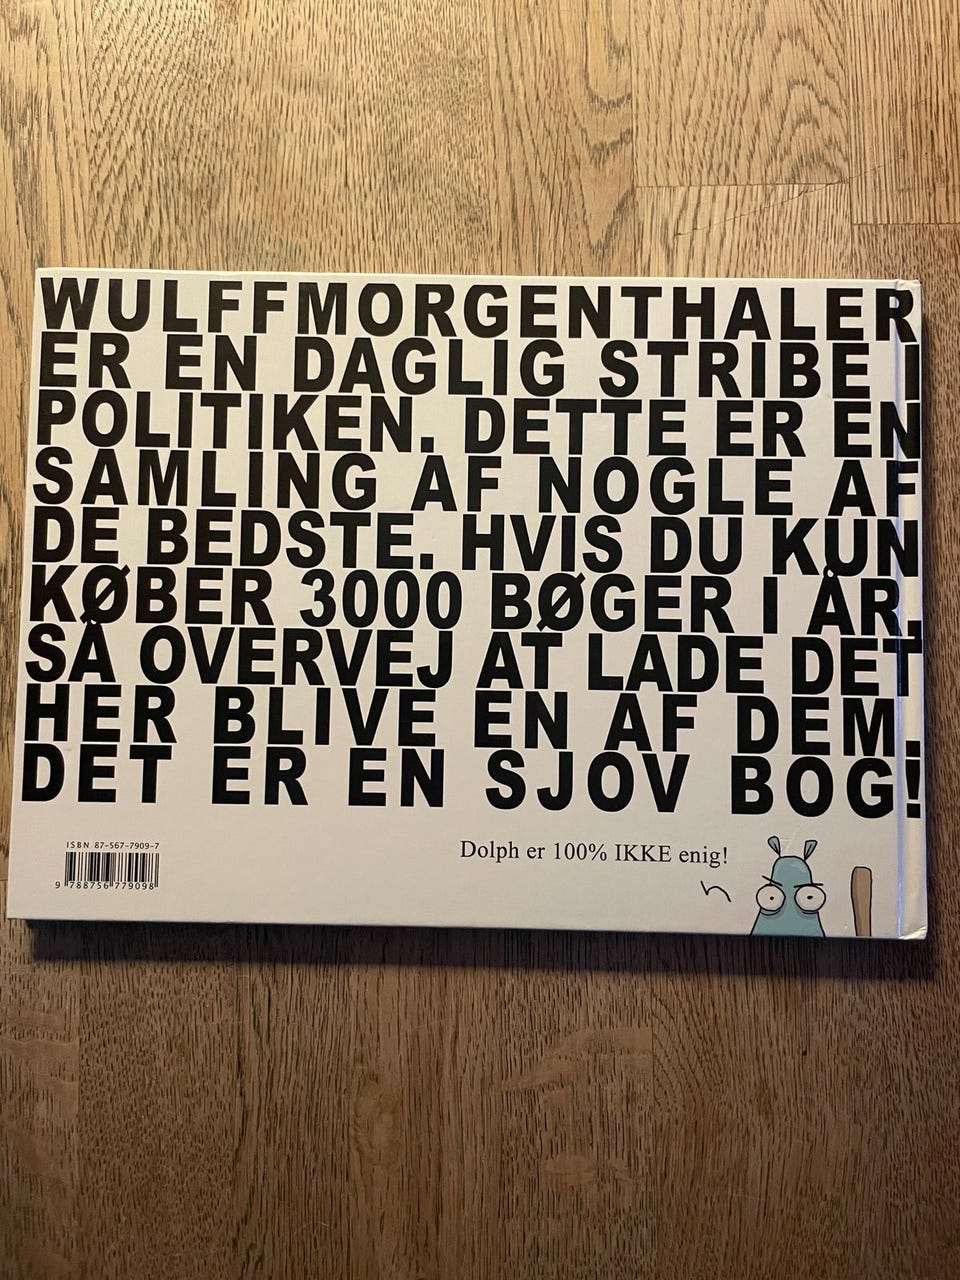 WULFFMORGENTHALER
ER EN DAGLIG STRIBE I
POLITIKEN. DETTE ER EN
SAMLING AF NOGLE AF
DE BEDSTE. HVIS DU KUN
KØBER 3000 BØGER I ÅR,
SÅ OVERVEJ AT LADE DET
HER BLIVE EN AF DEM.
DET ER EN SJOV BOG!
ISBN 87-567-7909-7
9 788756 779098
Dolph er 100% IKKE enig!